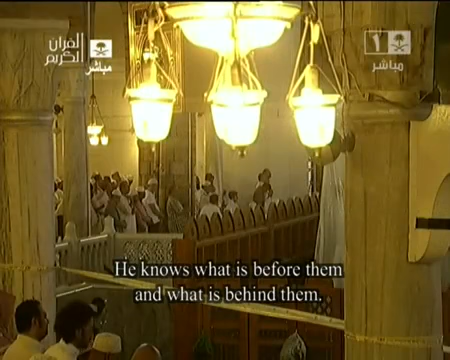 القرآن
الكريم
مباشر
1
مباشر
He knows what is before them
and what is behind them.